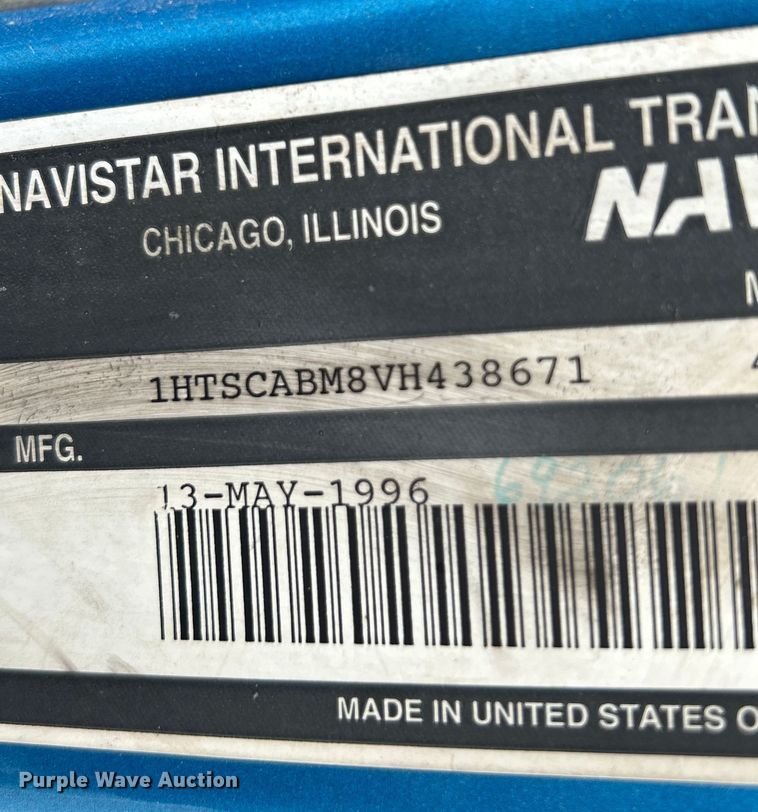 NAVISTAR INTERNATIONAL TRAN
CHICAGO, ILLINOIS
NAV
1HTSCABM8VH438671
MFG.
13-MAY-1996
MADE IN UNITED STATES O
Purple Wave Auction